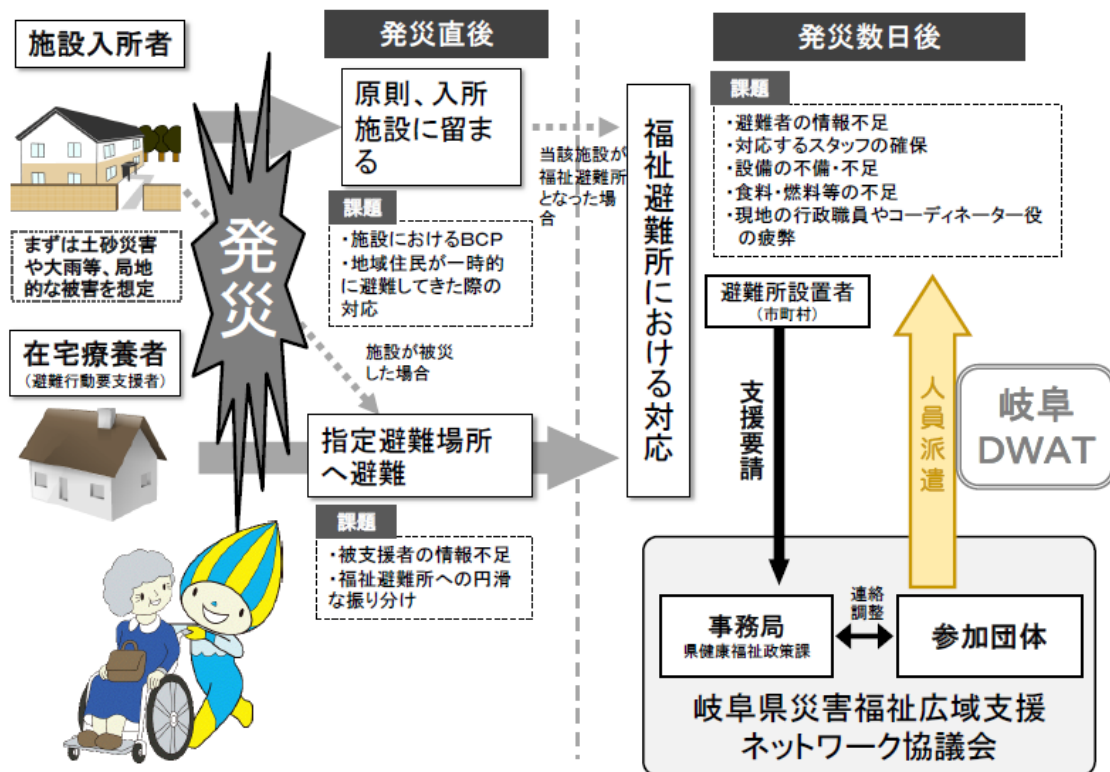 施設入所者
まずは土砂災害
や大雨等、局地
的な被害を想定
在宅療養者
(避難行動要支援者)
発災
発災直後
原則、入所
施設に留ま
る
課題
・施設におけるBCP
・地域住民が一時的
に避難してきた際の
対応
当該施設が
福祉避難所
となった場
合
施設が被災
した場合
指定避難場所
へ避難
課題
・被支援者の情報不足
・福祉避難所への円滑
な振り分け
福祉避難所における対応
発災数日後
課題
・避難者の情報不足
・対応するスタッフの確保
・設備の不備・不足
・食料・燃料等の不足
・現地の行政職員やコーディネーター役
の疲弊
避難所設置者
(市町村)
支援要請
人員派遣
岐阜
DWAT
事務局
県健康福祉政策課
連絡
調整
参加団体
岐阜県災害福祉広域支援
ネットワーク協議会